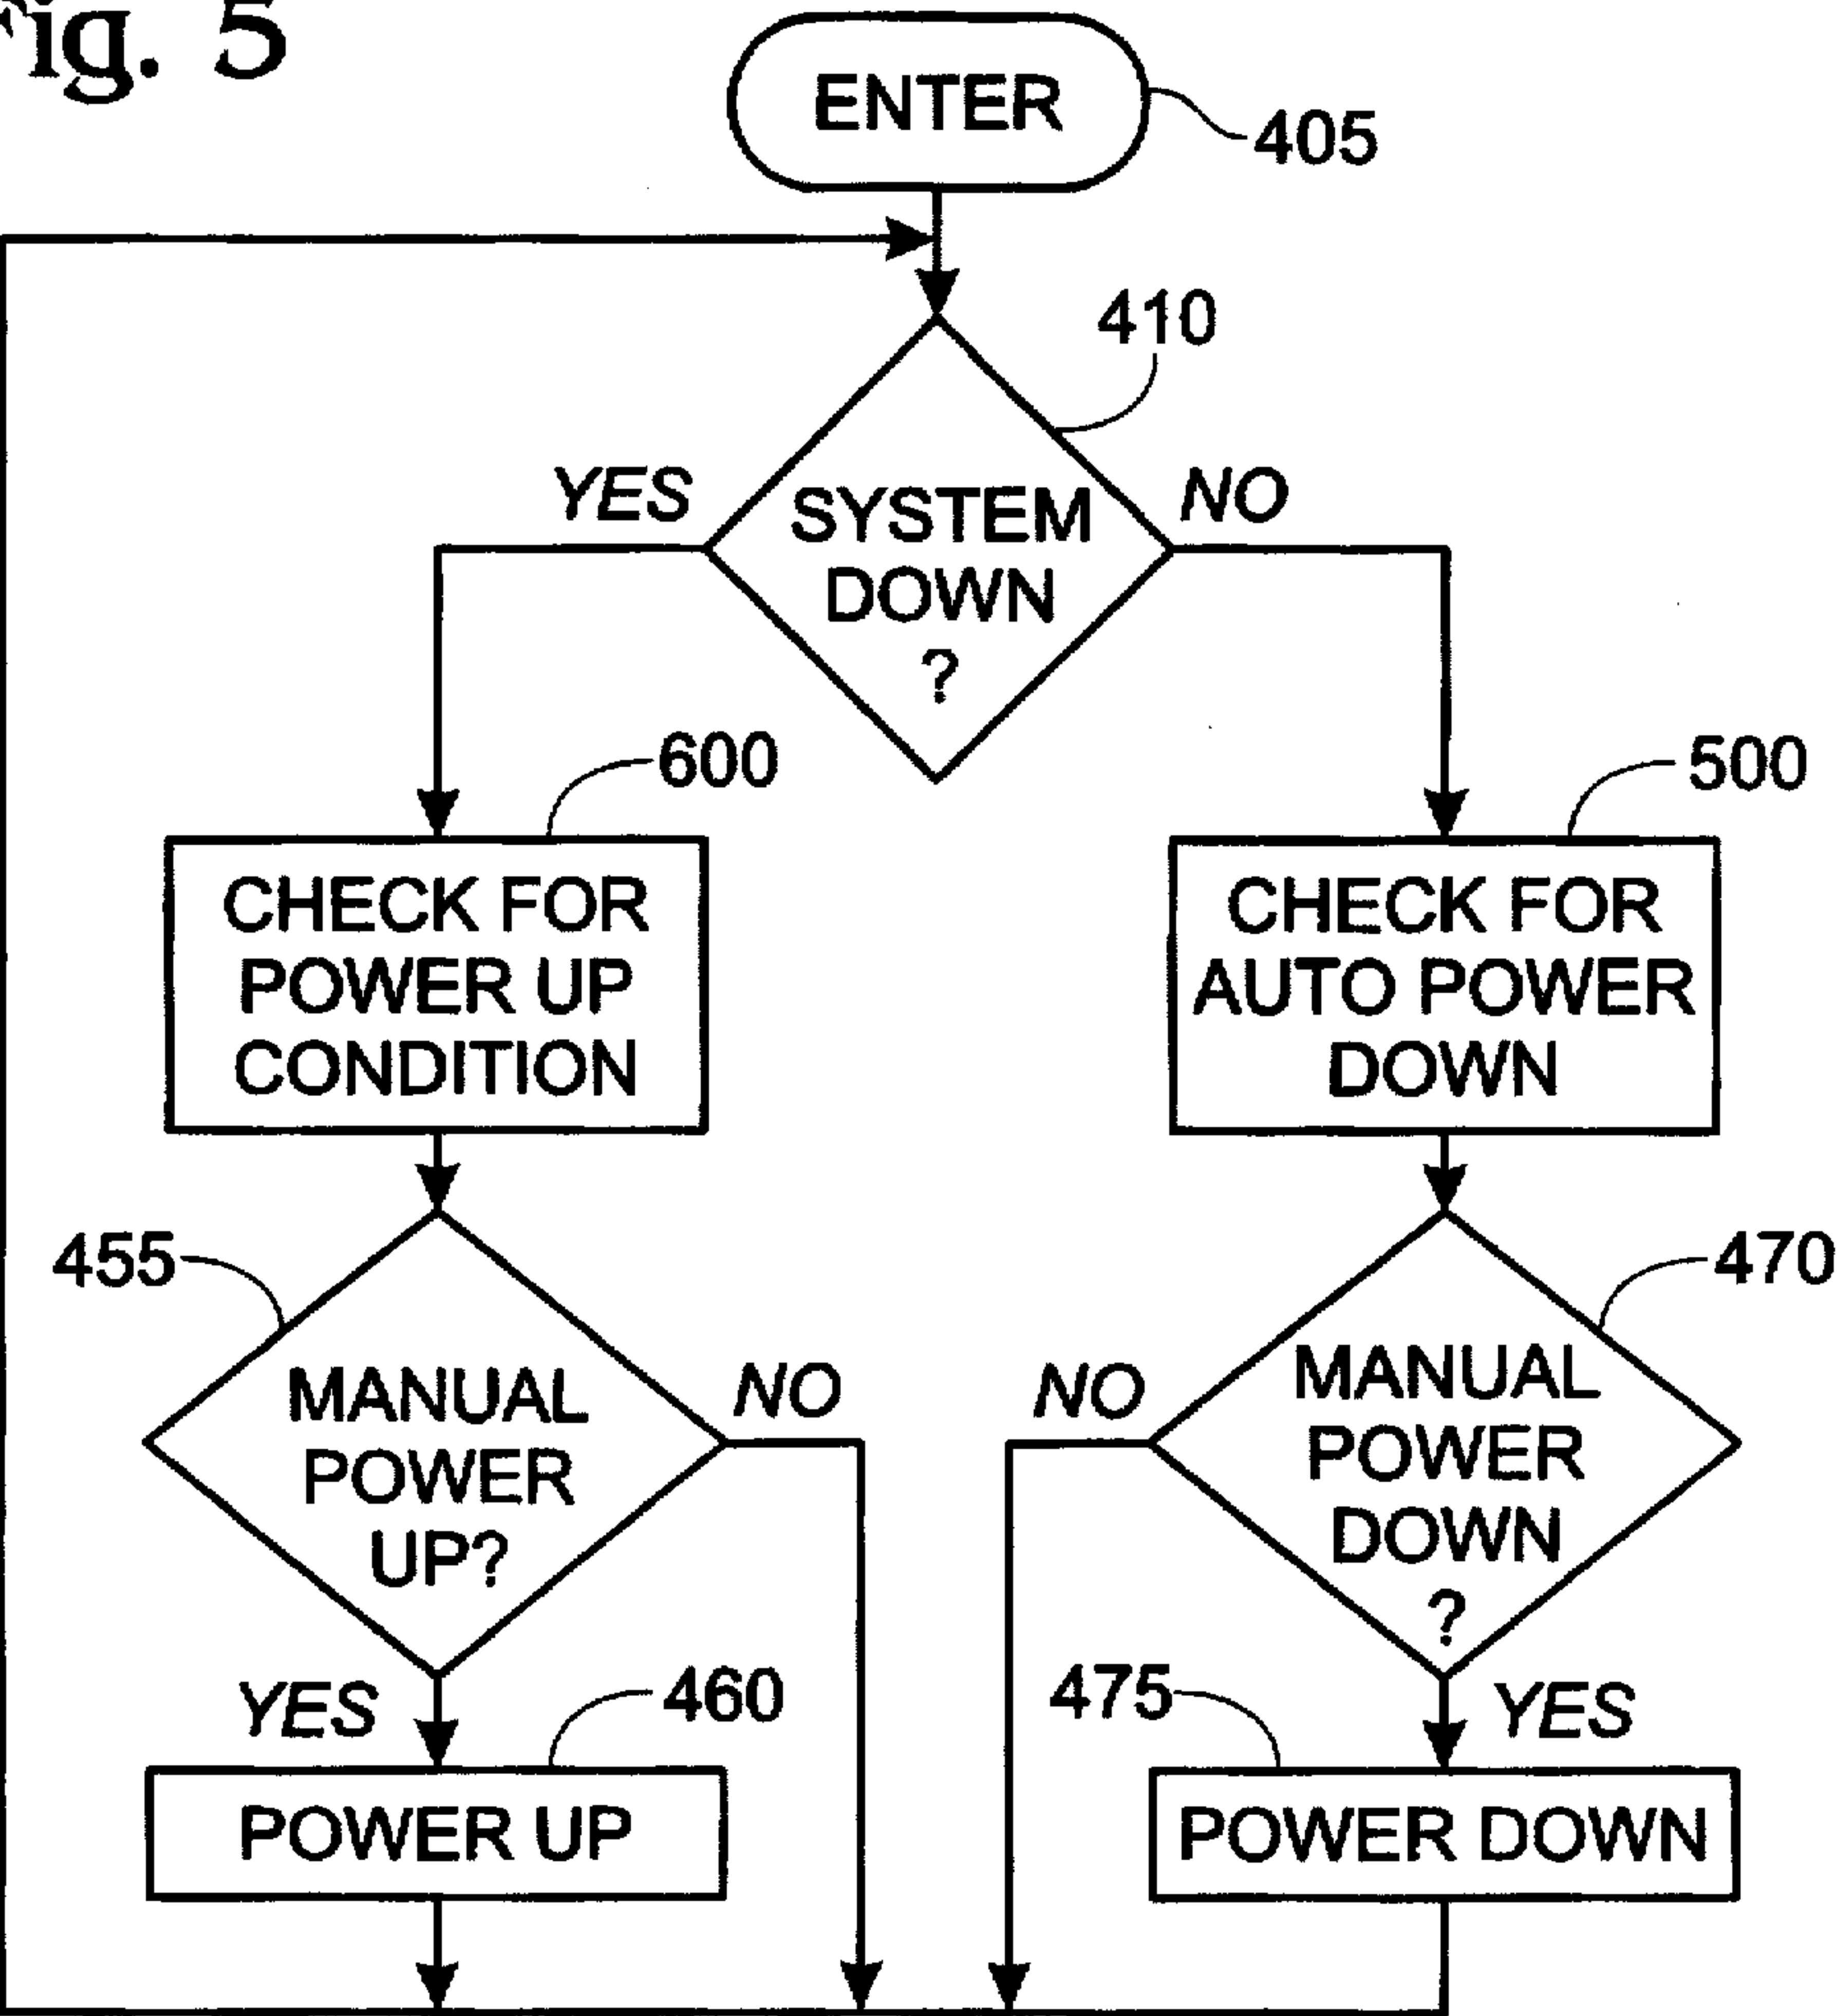 Fig. 5
ENTER
405
410
YES
NO
SYSTEM
DOWN
?
600
500
CHECK FOR
POWER UP
CONDITION
CHECK FOR
AUTO POWER
DOWN
455
470
MANUAL
POWER
UP?
NO
NO
MANUAL
POWER
DOWN
?
YES
460
475
YES
POWER UP
POWER DOWN